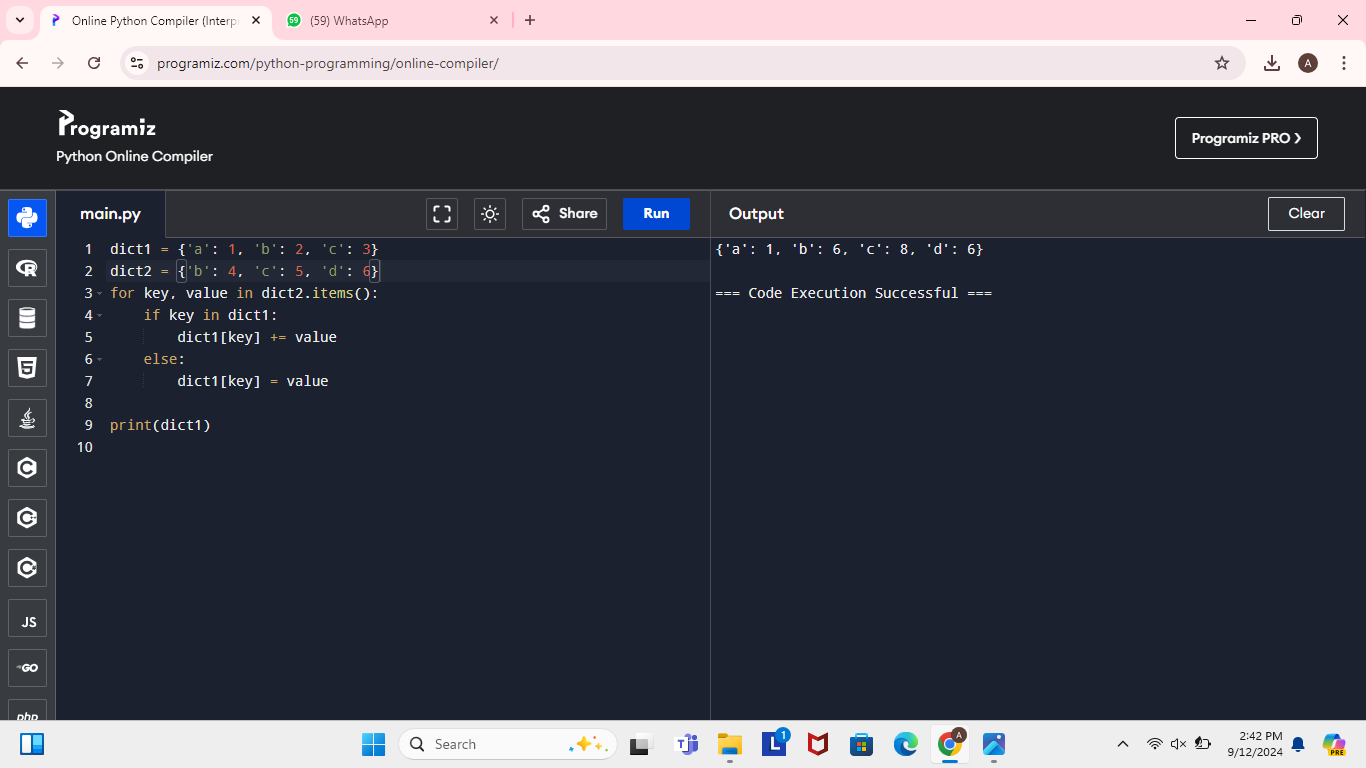 Online Python Compiler (Interp
(59) WhatsApp
programiz.com/python-programming/online-compiler/
A
Programiz
Python Online Compiler
Programiz PRO ❯
main.py
Share
Run
Output
Clear
1 dict1 = {'a': 1, 'b': 2, 'c': 3}
2 dict2 = {'b': 4, 'c': 5, 'd': 6}
3 for key, value in dict2.items():
4     if key in dict1:
5         dict1[key] += value
6     else:
7         dict1[key] = value
8
9 print(dict1)
10
{'a': 1, 'b': 6, 'c': 8, 'd': 6}
=== Code Execution Successful ===
JS
GO
php
Search
1
A
2:42 PM
9/12/2024
PRE